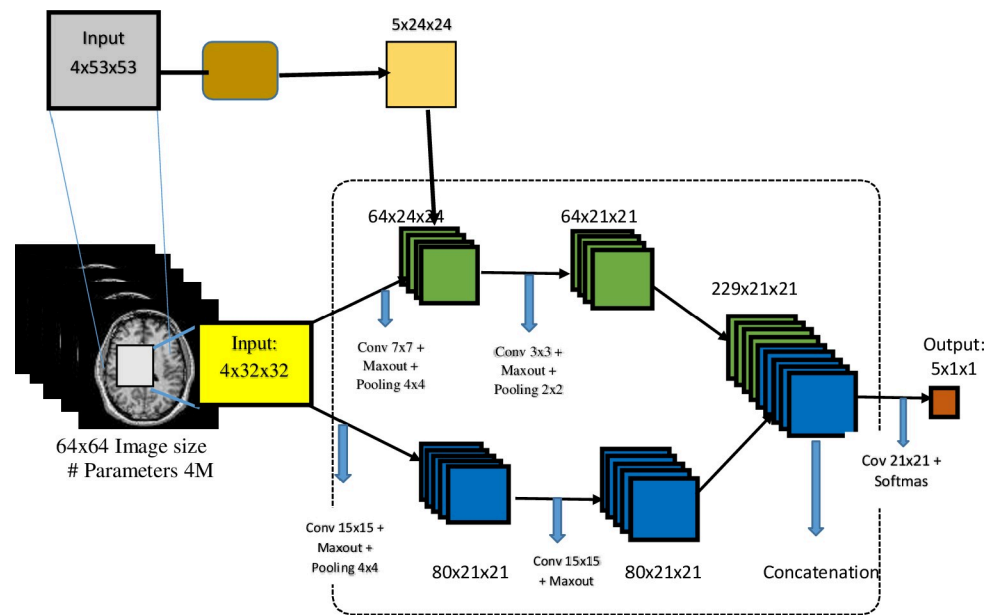 Input
4x53x53
5x24x24
64x24x24
64x21x21
229x21x21
Input:
4x32x32
Conv 7x7 +
Maxout +
Pooling 4x4
Conv 3x3 +
Maxout +
Pooling 2x2
Output:
5x1x1
64x64 Image size
# Parameters 4M
Cov 21x21 +
Softmas
Conv 15x15 +
Maxout +
Pooling 4x4
80x21x21
Conv 15x15
+ Maxout
80x21x21
Concatenation